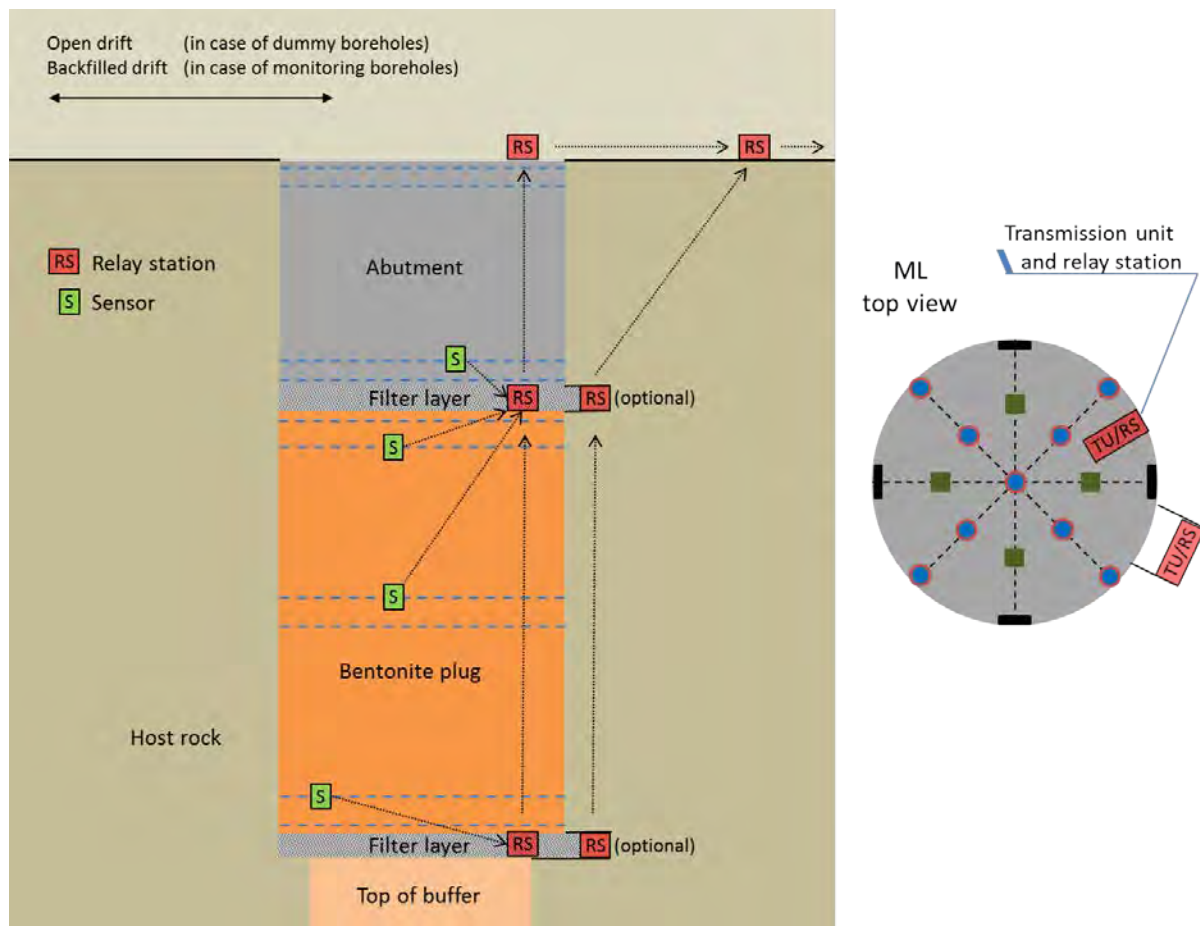 Open drift (in case of dummy boreholes)
Backfilled drift (in case of monitoring boreholes)
RS
RS
RS Relay station
S Sensor
Abutment
S
Filter layer
RS
RS (optional)
S
S
Bentonite plug
Host rock
S
Filter layer
RS
RS (optional)
Top of buffer
Transmission unit
and relay station
ML
top view
TU/RS
TU/RS